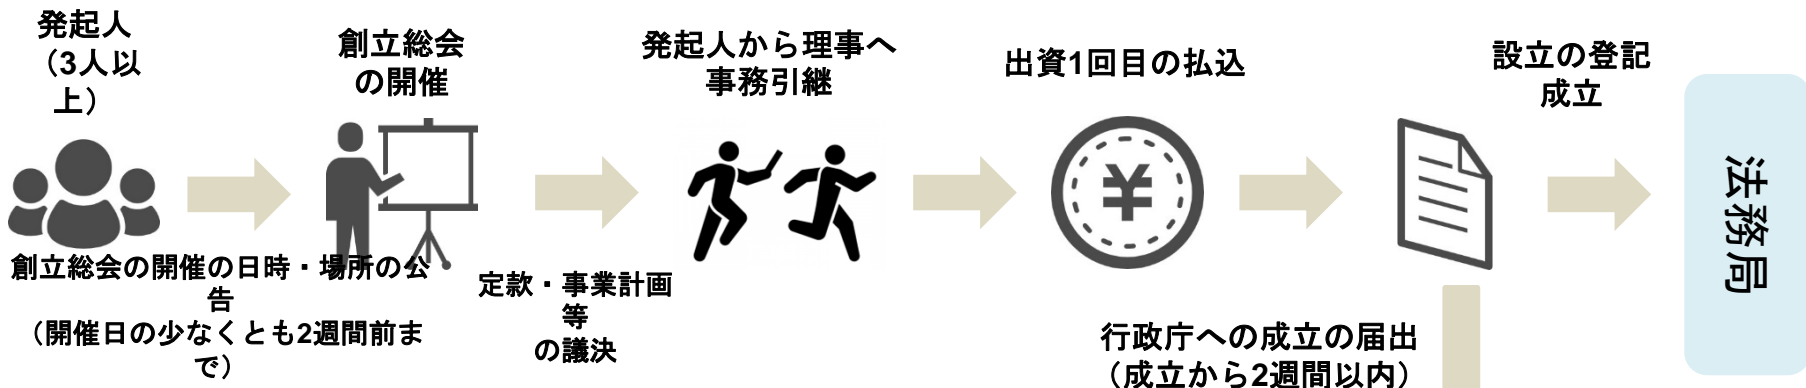 発起人
（3人以
上）
創立総会
の開催
発起人から理事へ
事務引継
出資1回目の払込
設立の登記
成立
¥
法務局
創立総会の開催の日時・場所の公
告
（開催日の少なくとも2週間前ま
で）
定款・事業計画
等
の議決
行政庁への成立の届出
（成立から2週間以内）